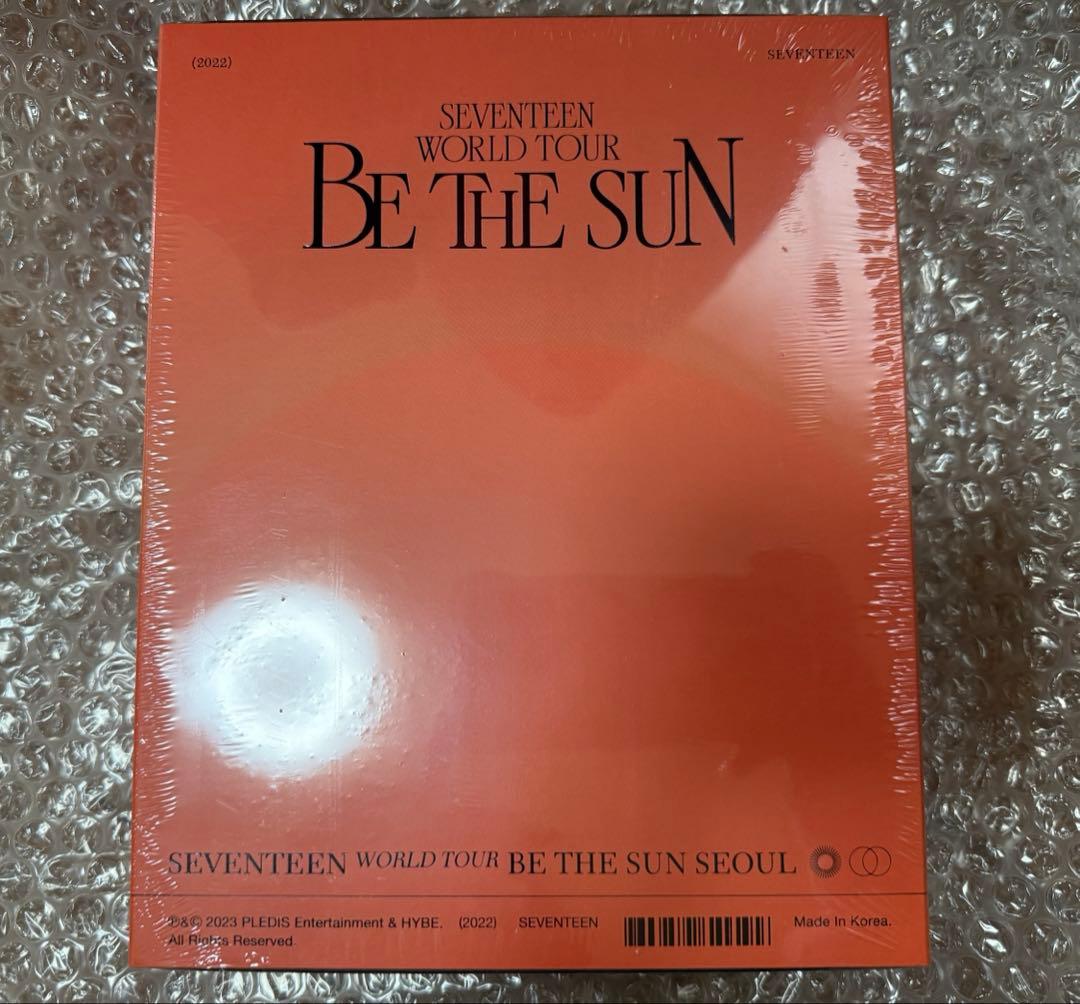 (2022)
SEVENTEEN
SEVENTEEN
WORLD TOUR
BE THE SUN
SEVENTEEN WORLD TOUR BE THE SUN SEOUL
℗&© 2023 PLEDIS Entertainment & HYBE. (2022) SEVENTEEN Made In Korea.
All Rights Reserved.